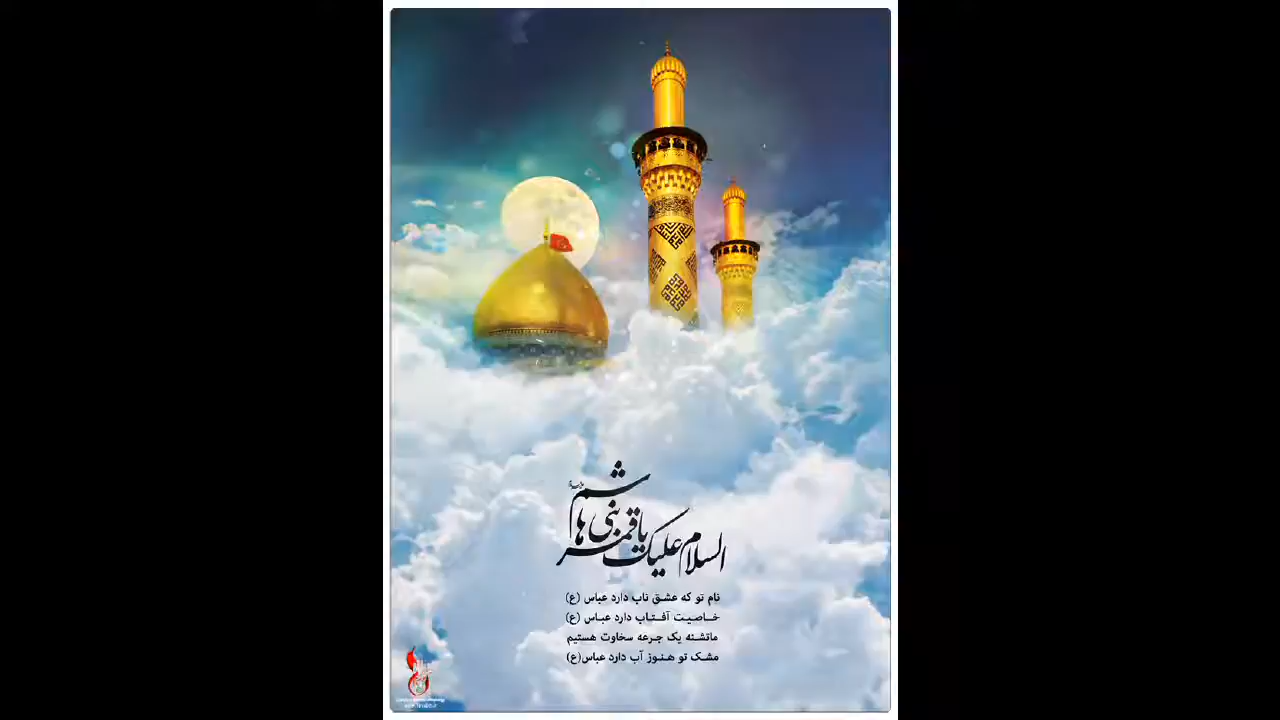 السلام علیک یا قمر بنی هاشم
نام تو که عشق ناب دارد عباس (ع)
خاصیت آفتاب دارد عباس (ع)
ماتشنه یک جرعه سخاوت هستیم
مشک تو هنوز آب دارد عباس(ع)